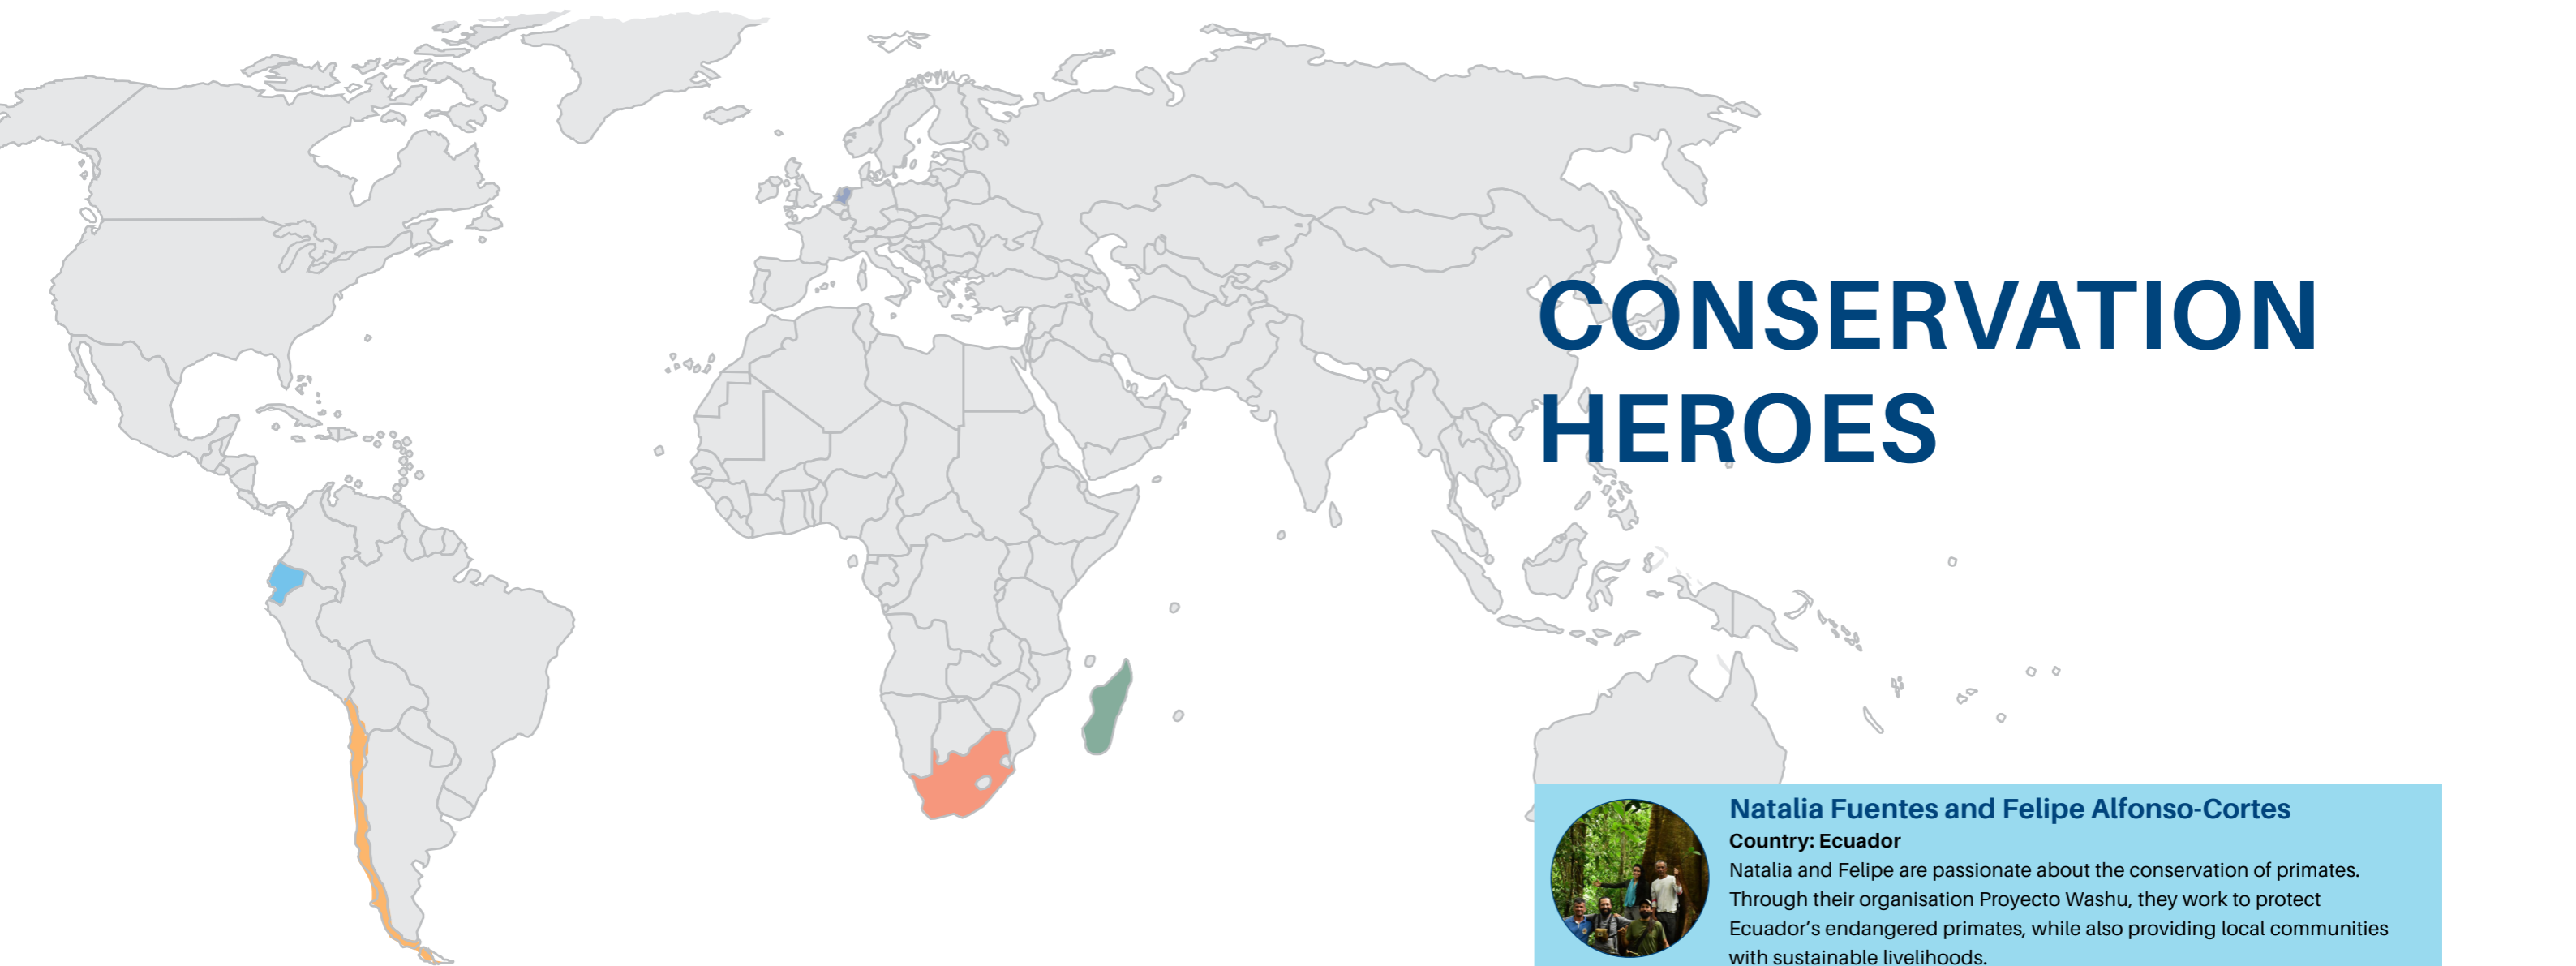 CONSERVATION
HEROES
Natalia Fuentes and Felipe Alfonso-Cortes
Country: Ecuador
Natalia and Felipe are passionate about the conservation of primates.
Through their organisation Proyecto Washu, they work to protect
Ecuador’s endangered primates, while also providing local communities
with sustainable livelihoods.